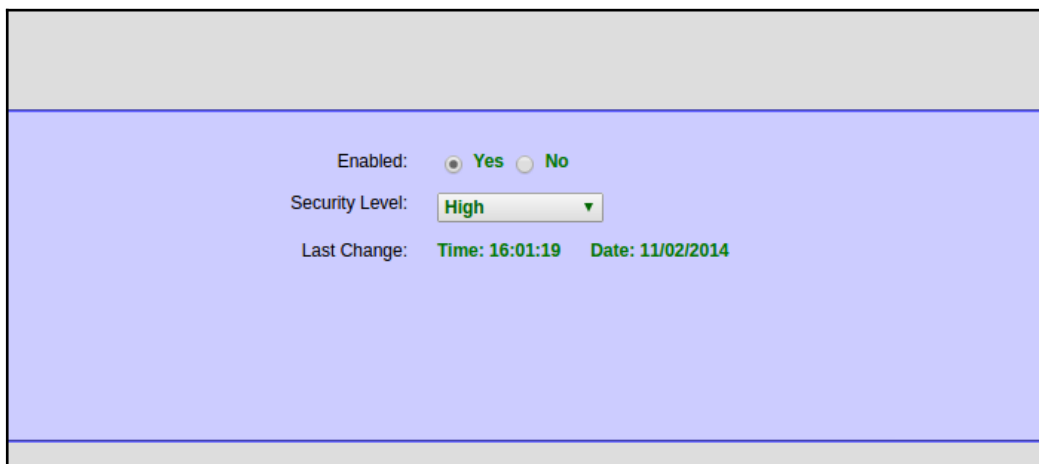 Enabled: Yes No
Security Level: High
Last Change: Time: 16:01:19 Date: 11/02/2014